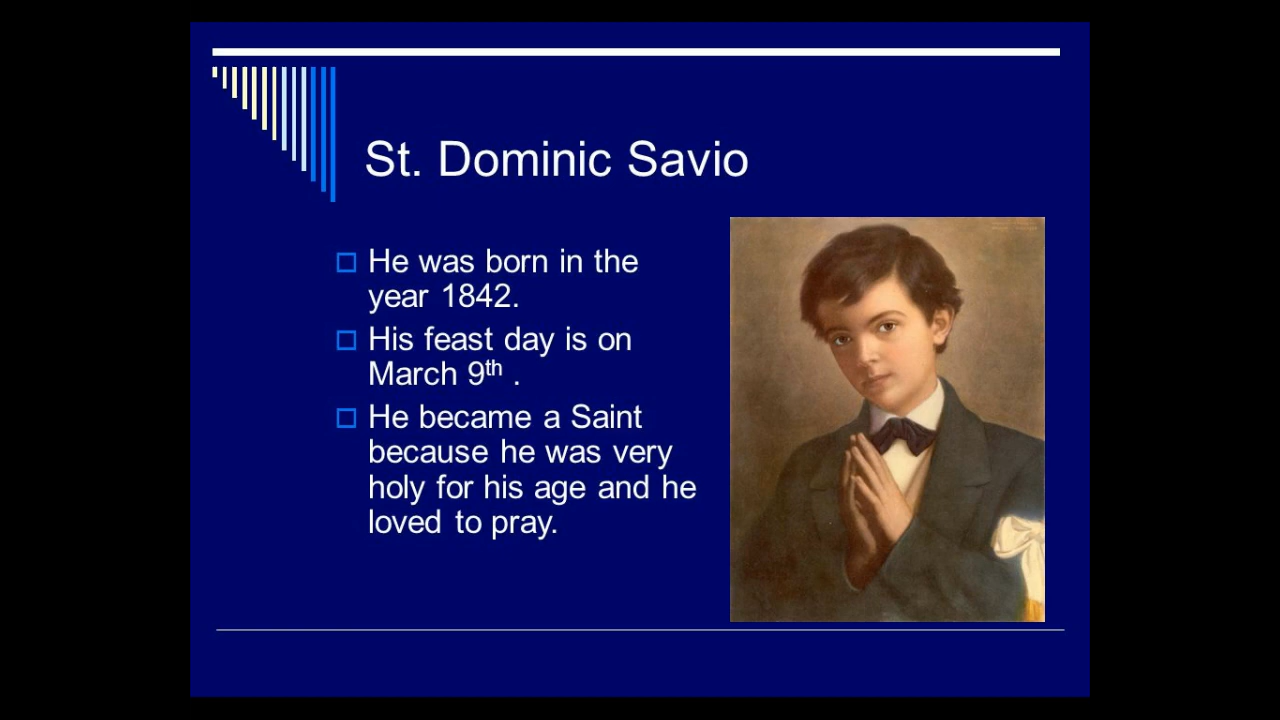 St. Dominic Savio
He was born in the
year 1842.
His feast day is on
March 9th .
He became a Saint
because he was very
holy for his age and he
loved to pray.